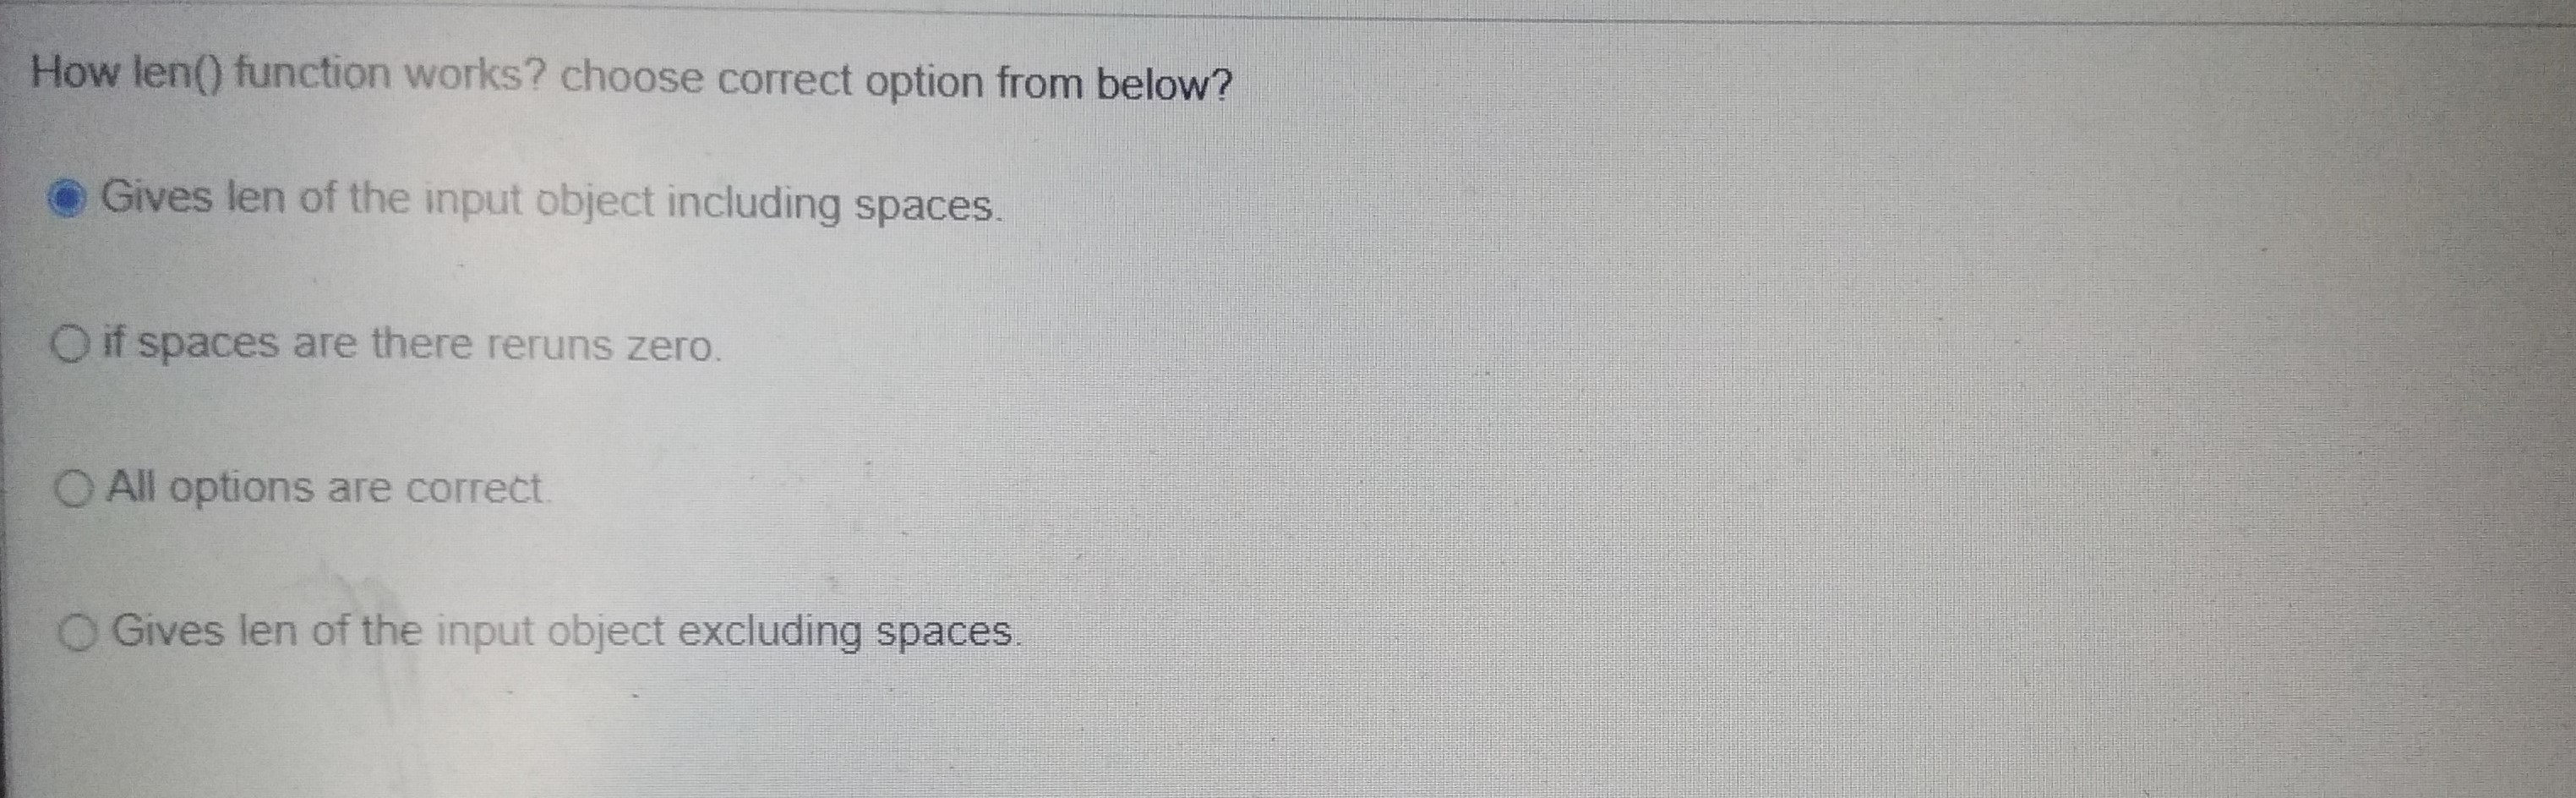 How len() function works? choose correct option from below?
Gives len of the input object including spaces.
if spaces are there reruns zero.
All options are correct.
Gives len of the input object excluding spaces.